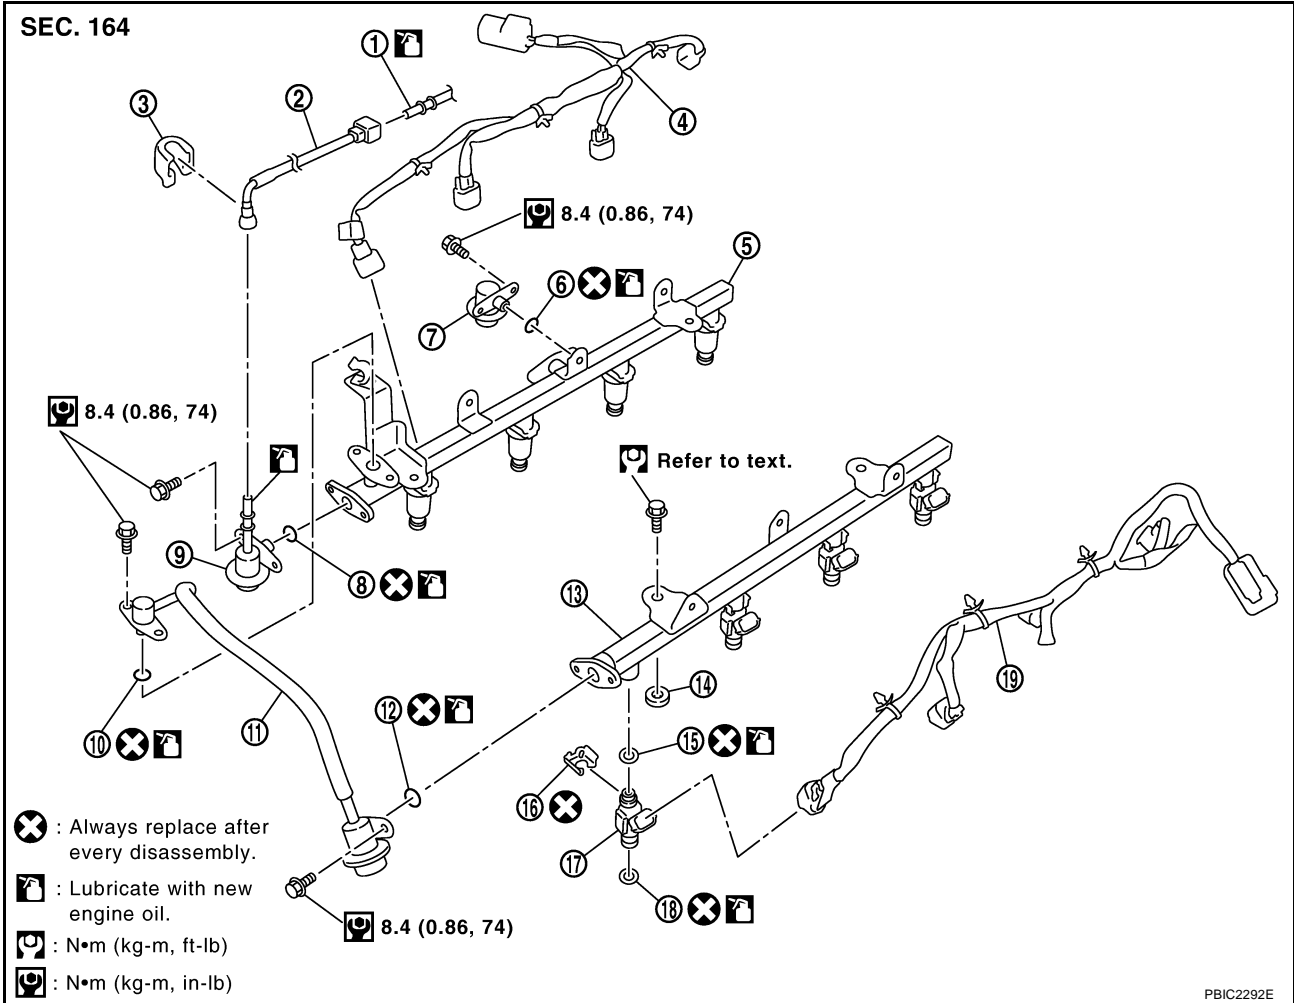 SEC. 164
1
2
3
4
8.4 (0.86, 74)
5
6
7
8.4 (0.86, 74)
Refer to text.
9
8
13
10
11
12
14
15
16
17
18
19
: Always replace after
every disassembly.
: Lubricate with new
engine oil.
: N•m (kg-m, ft-lb)
: N•m (kg-m, in-lb)
8.4 (0.86, 74)
PBIC2292E